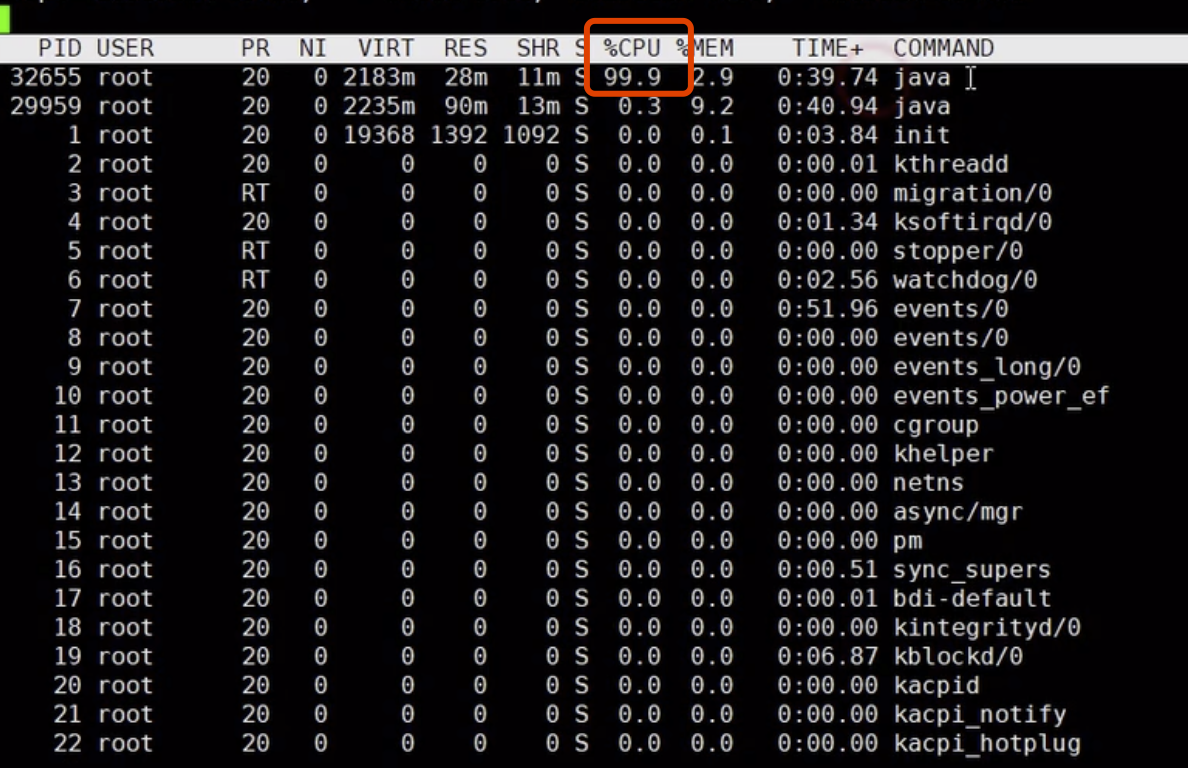 PID USER PR NI VIRT RES SHR S %CPU %MEM TIME+ COMMAND
32655 root 20 0 2183m 28m 11m S 99.9 2.9 0:39.74 java
29959 root 20 0 2235m 90m 13m S 0.3 9.2 0:40.94 java
1 root 20 0 19368 1392 1092 S 0.0 0.1 0:03.84 init
2 root 20 0 0 0 0 S 0.0 0.0 0:00.01 kthreadd
3 root RT 0 0 0 0 S 0.0 0.0 0:00.00 migration/0
4 root 20 0 0 0 0 S 0.0 0.0 0:01.34 ksoftirqd/0
5 root RT 0 0 0 0 S 0.0 0.0 0:00.00 stopper/0
6 root RT 0 0 0 0 S 0.0 0.0 0:02.56 watchdog/0
7 root 20 0 0 0 0 S 0.0 0.0 0:51.96 events/0
8 root 20 0 0 0 0 S 0.0 0.0 0:00.00 events/0
9 root 20 0 0 0 0 S 0.0 0.0 0:00.00 events_long/0
10 root 20 0 0 0 0 S 0.0 0.0 0:00.00 events_power_ef
11 root 20 0 0 0 0 S 0.0 0.0 0:00.00 cgroup
12 root 20 0 0 0 0 S 0.0 0.0 0:00.00 khelper
13 root 20 0 0 0 0 S 0.0 0.0 0:00.00 netns
14 root 20 0 0 0 0 S 0.0 0.0 0:00.00 async/mgr
15 root 20 0 0 0 0 S 0.0 0.0 0:00.00 pm
16 root 20 0 0 0 0 S 0.0 0.0 0:00.51 sync_supers
17 root 20 0 0 0 0 S 0.0 0.0 0:00.01 bdi-default
18 root 20 0 0 0 0 S 0.0 0.0 0:00.00 kintegrityd/0
19 root 20 0 0 0 0 S 0.0 0.0 0:06.87 kblockd/0
20 root 20 0 0 0 0 S 0.0 0.0 0:00.00 kacpid
21 root 20 0 0 0 0 S 0.0 0.0 0:00.00 kacpi_notify
22 root 20 0 0 0 0 S 0.0 0.0 0:00.00 kacpi_hotplug